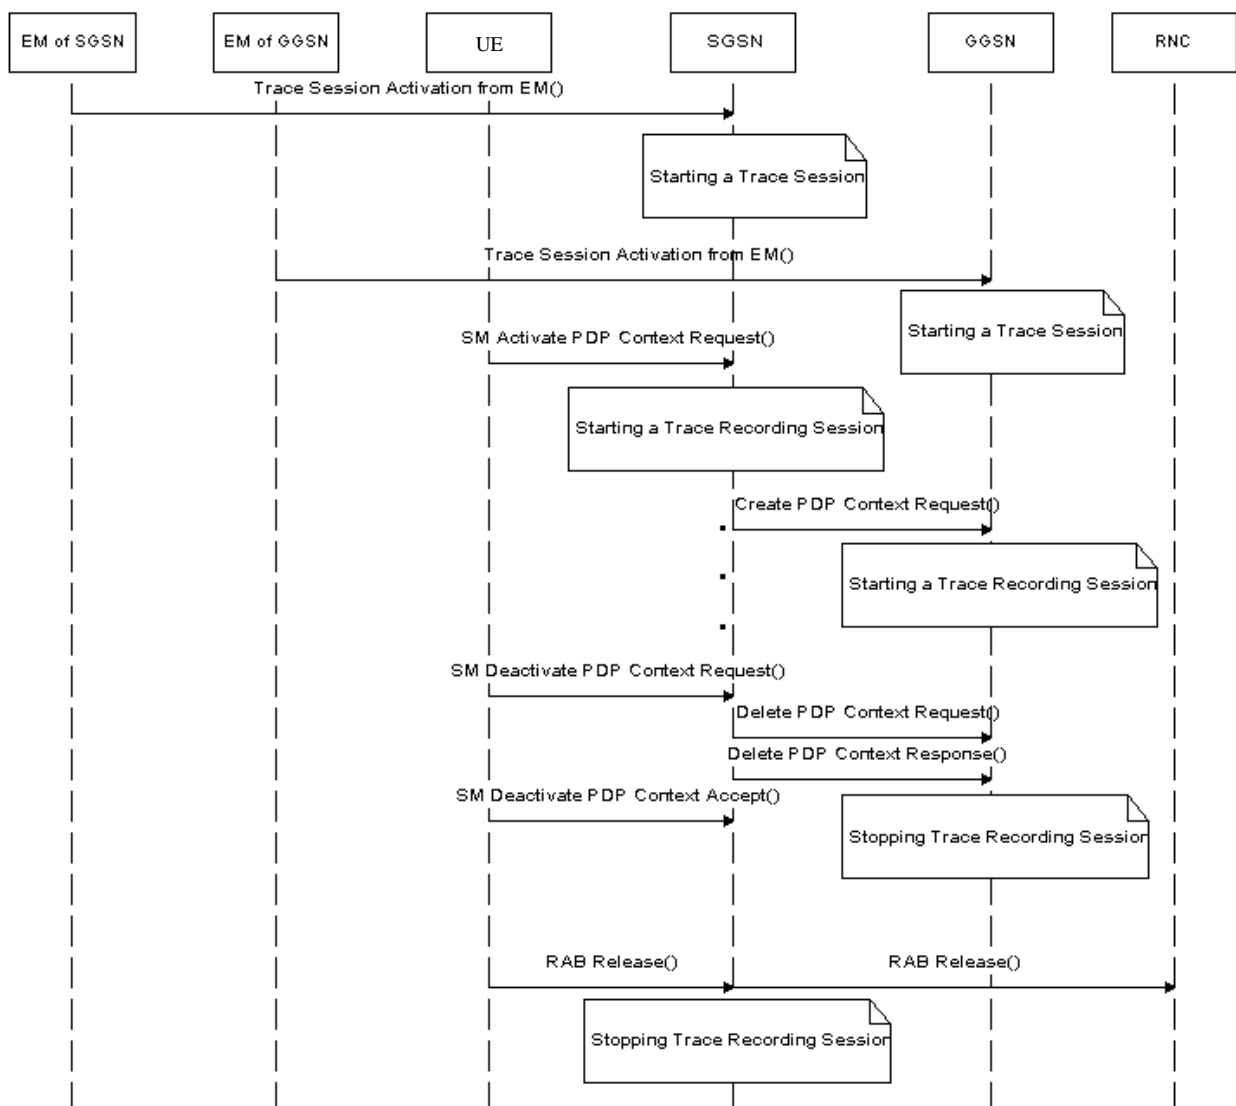 EM of SGSN
EM of GGSN
UE
SGSN
GGSN
RNC
Trace Session Activation from EM()
Starting a Trace Session
Trace Session Activation from EM()
Starting a Trace Session
SM Activate PDP Context Request()
Starting a Trace Recording Session
Create PDP Context Request()
Starting a Trace Recording Session
SM Deactivate PDP Context Request()
Delete PDP Context Request()
Delete PDP Context Response()
SM Deactivate PDP Context Accept()
Stopping Trace Recording Session
RAB Release()
RAB Release()
Stopping Trace Recording Session